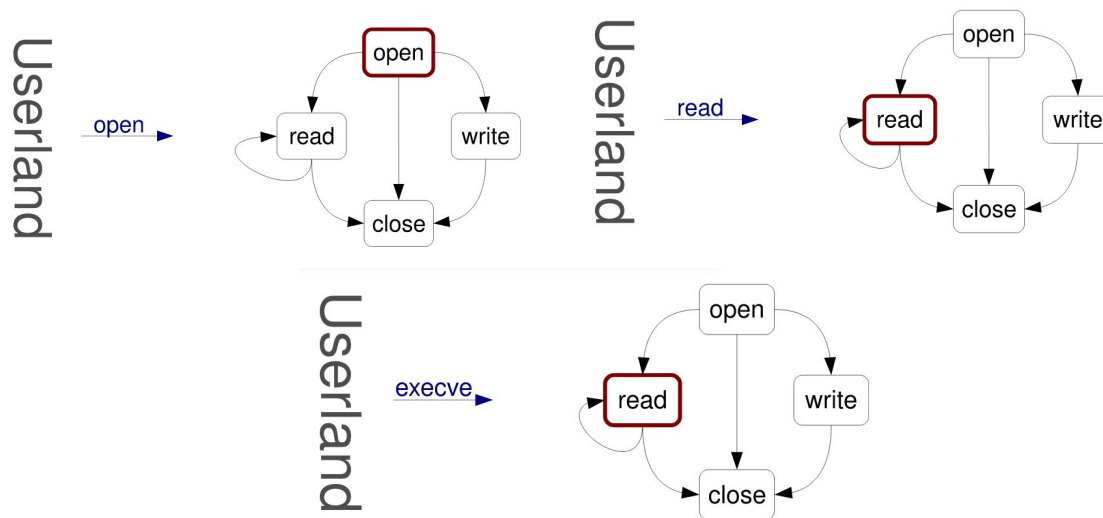 Userland
open
open
read
write
close
Userland
read
open
read
write
close
Userland
execve
open
read
write
close